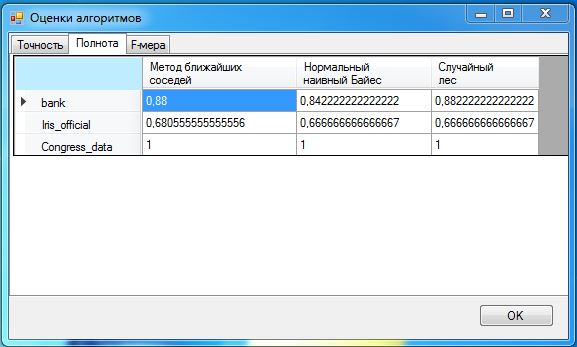 Оценки алгоритмов
Точность Полнота F-мера
Метод ближайших соседей Нормальный наивный Байес Случайный лес
bank 0,88 0,842222222222222 0,882222222222222
Iris_official 0,680555555555556 0,666666666666667 0,666666666666667
Congress_data 1 1 1
OK